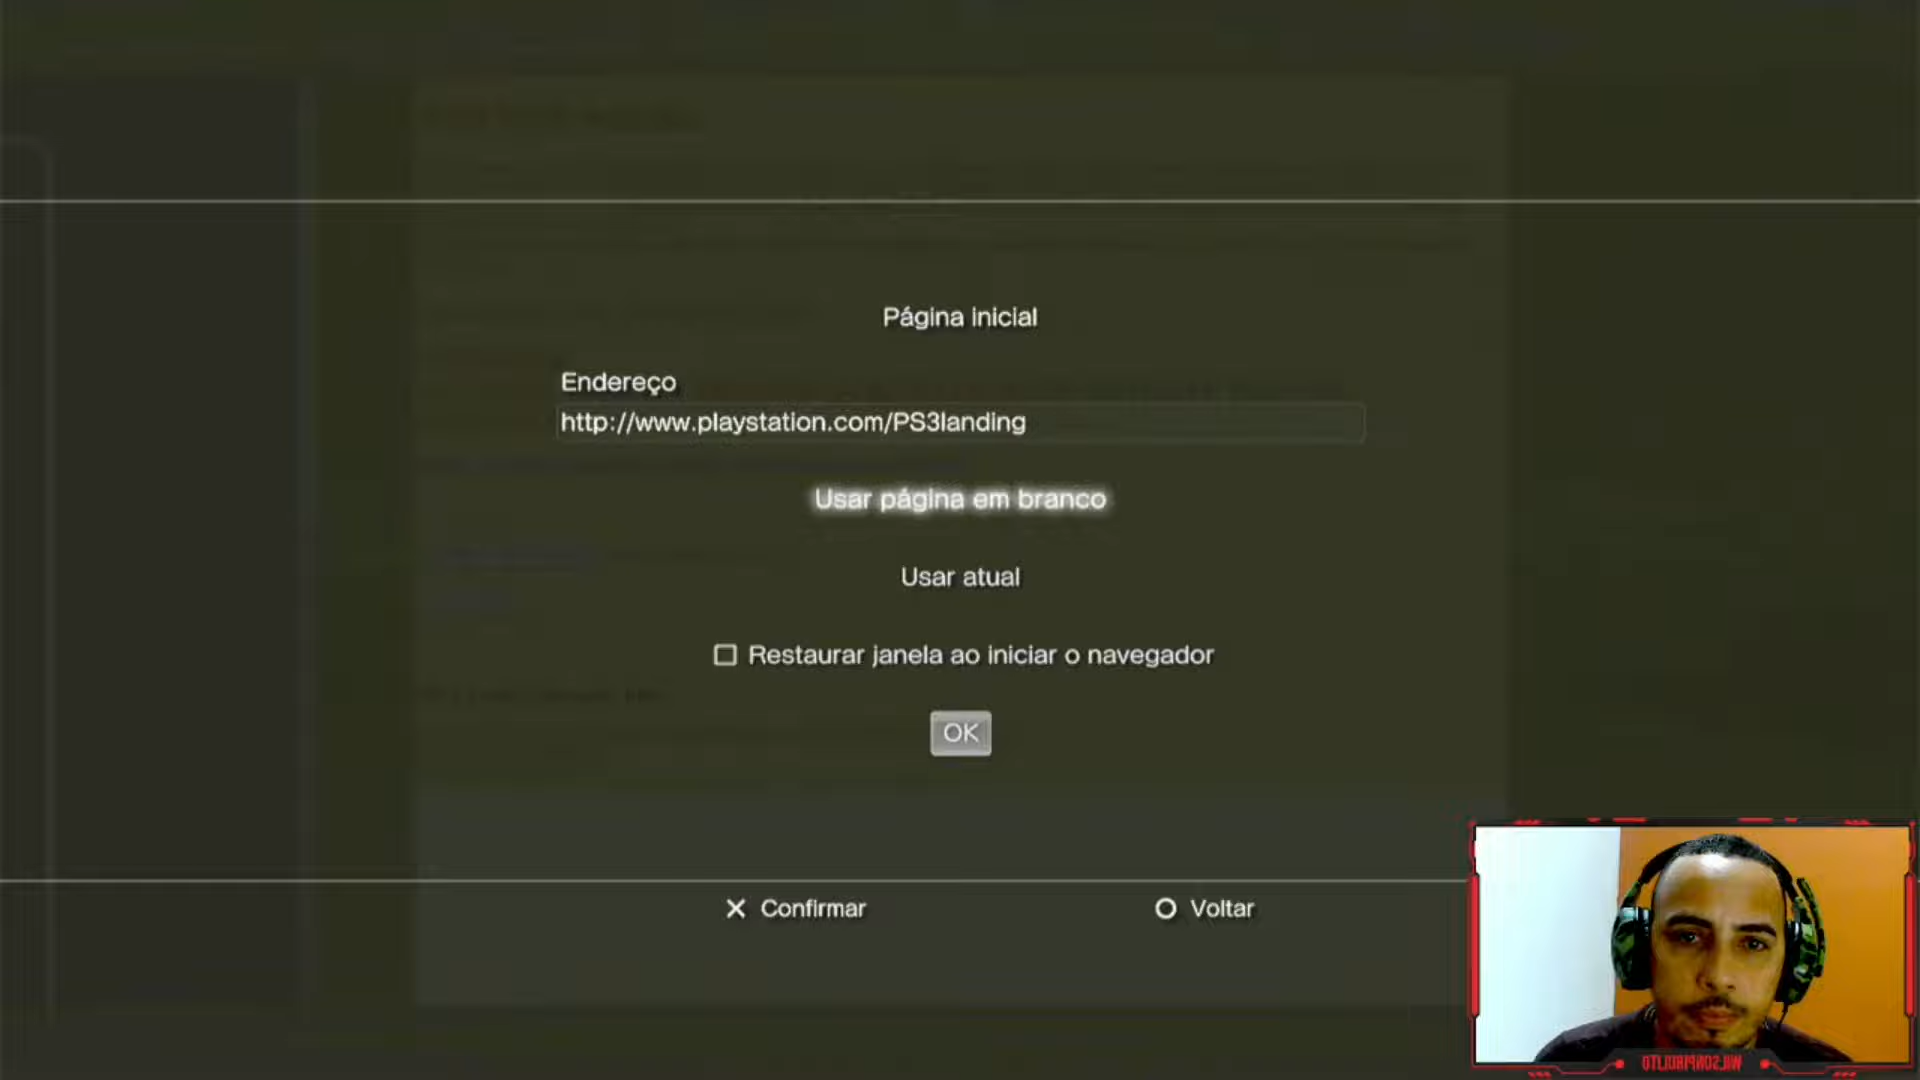 Página inicial
Endereço
http://www.playstation.com/PS3landing
Usar página em branco
Usar atual
Restaurar janela ao iniciar o navegador
OK
Confirmar
Voltar
WILSONPIROLITO